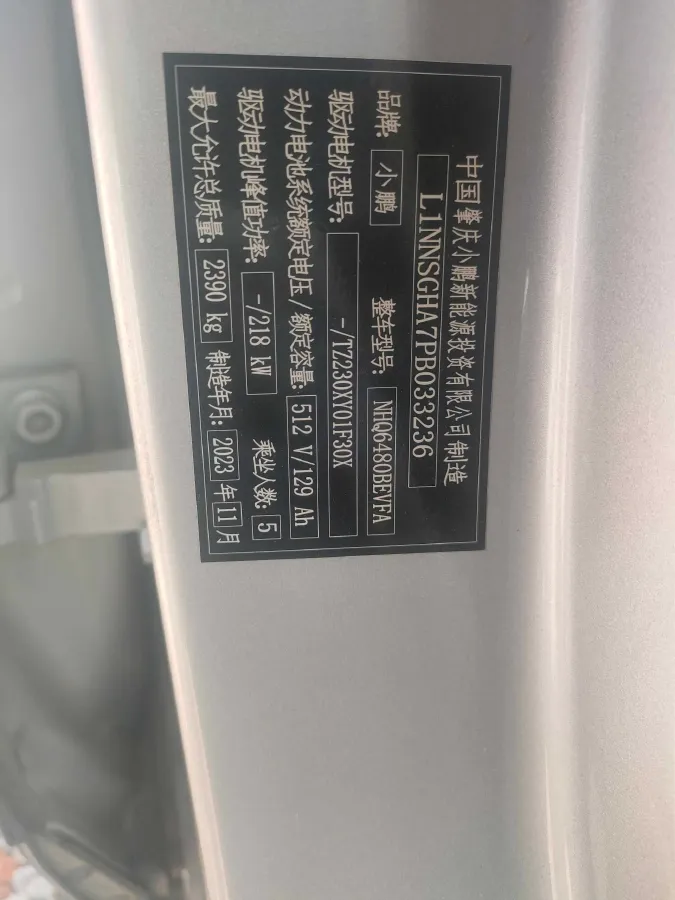 中国肇庆小鹏新能源投资有限公司 制造
L1NNSGHA7PB033236
品牌: 小鹏 整车型号: NHQ6480BEVFA
驱动电机型号: -/TZ230XY01F30X
动力电池系统额定电压/额定容量: 512 V/129 Ah
驱动电机峰值功率: -/218 kW 乘坐人数: 5
最大允许总质量: 2390 kg 制造年月: 2023 年 11 月